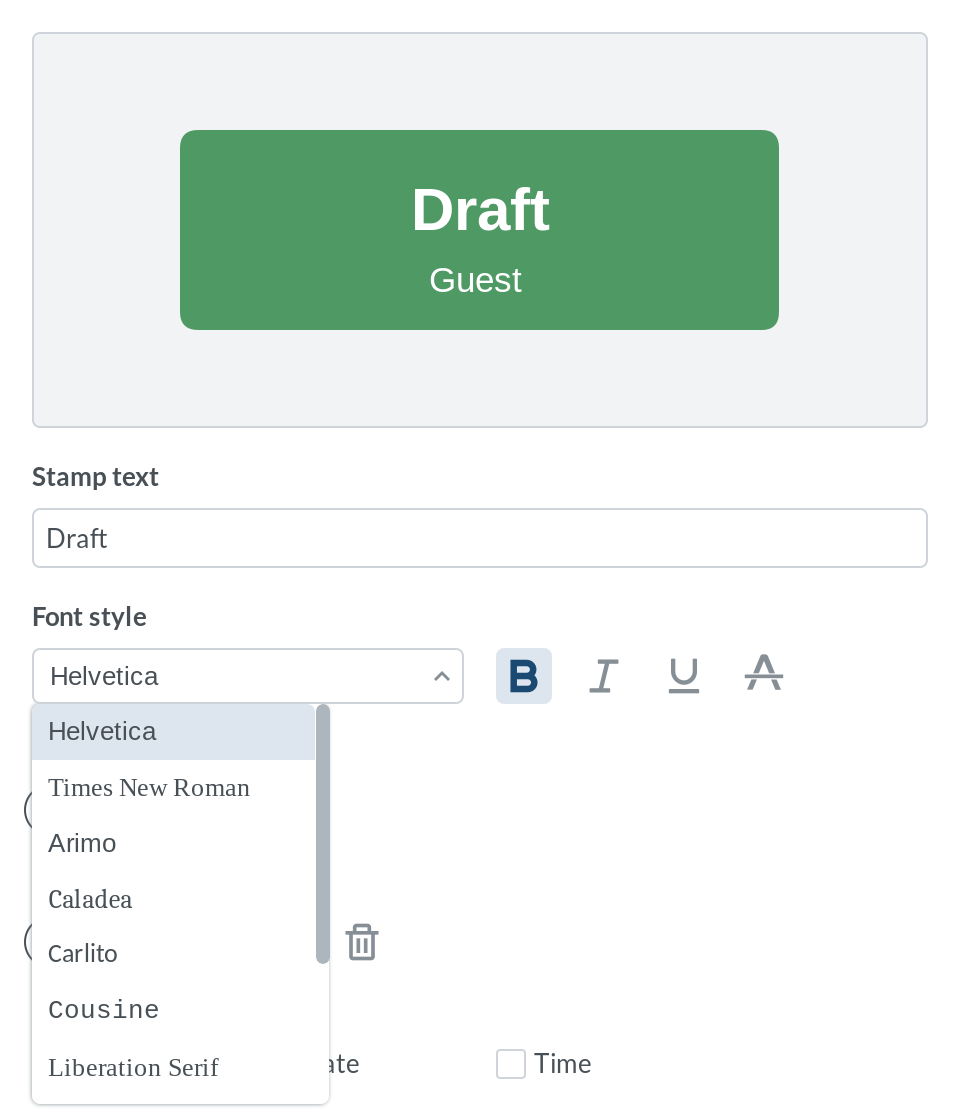 Draft
Guest
Stamp text
Draft
Font style
Helvetica
Helvetica
Times New Roman
Arimo
Caladea
Carlito
Cousine
Liberation Serif
ate
Time